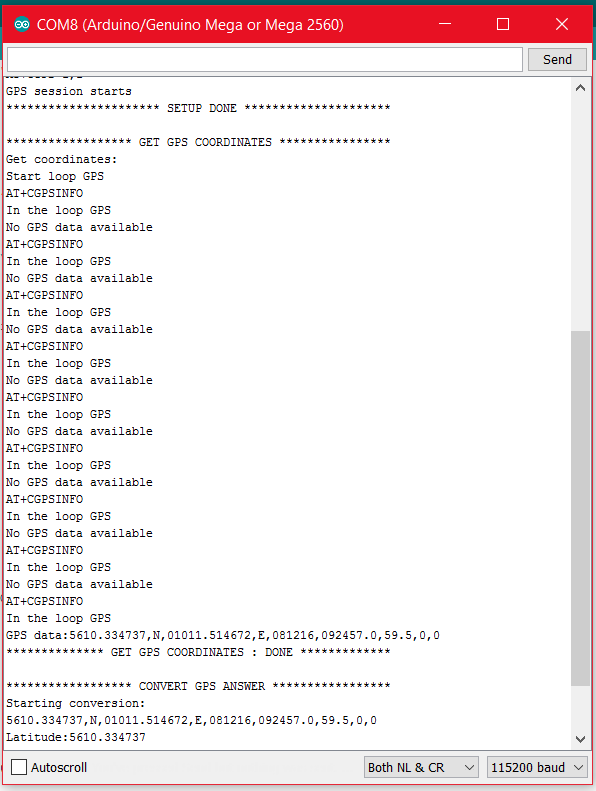 COM8 (Arduino/Genuino Mega or Mega 2560)
Send
GPS session starts
********************** SETUP DONE *********************
****************** GET GPS COORDINATES ****************
Get coordinates:
Start loop GPS
AT+CGPSINFO
In the loop GPS
No GPS data available
AT+CGPSINFO
In the loop GPS
No GPS data available
AT+CGPSINFO
In the loop GPS
No GPS data available
AT+CGPSINFO
In the loop GPS
No GPS data available
AT+CGPSINFO
In the loop GPS
No GPS data available
AT+CGPSINFO
In the loop GPS
No GPS data available
AT+CGPSINFO
In the loop GPS
No GPS data available
AT+CGPSINFO
In the loop GPS
No GPS data available
AT+CGPSINFO
In the loop GPS
GPS data:5610.334737,N,01011.514672,E,081216,092457.0,59.5,0,0
************** GET GPS COORDINATES : DONE *************
****************** CONVERT GPS ANSWER *****************
Starting conversion:
5610.334737,N,01011.514672,E,081216,092457.0,59.5,0,0
Latitude:5610.334737
Autoscroll
Both NL & CR
115200 baud